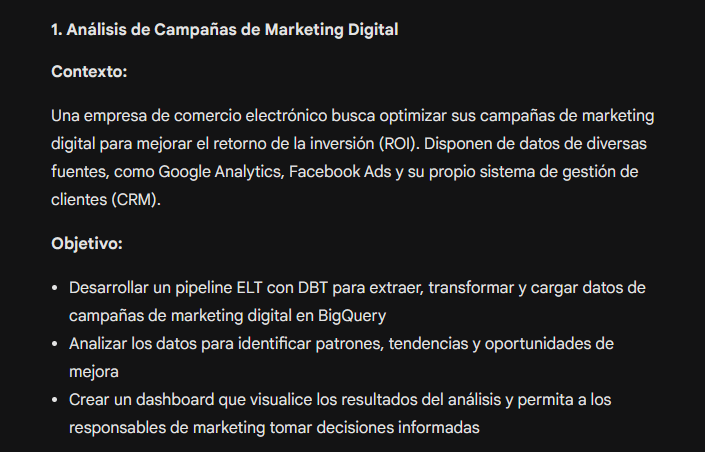 1. Análisis de Campañas de Marketing Digital
Contexto:
Una empresa de comercio electrónico busca optimizar sus campañas de marketing
digital para mejorar el retorno de la inversión (ROI). Disponen de datos de diversas
fuentes, como Google Analytics, Facebook Ads y su propio sistema de gestión de
clientes (CRM).
Objetivo:
• Desarrollar un pipeline ELT con DBT para extraer, transformar y cargar datos de
campañas de marketing digital en BigQuery
• Analizar los datos para identificar patrones, tendencias y oportunidades de
mejora
• Crear un dashboard que visualice los resultados del análisis y permita a los
responsables de marketing tomar decisiones informadas